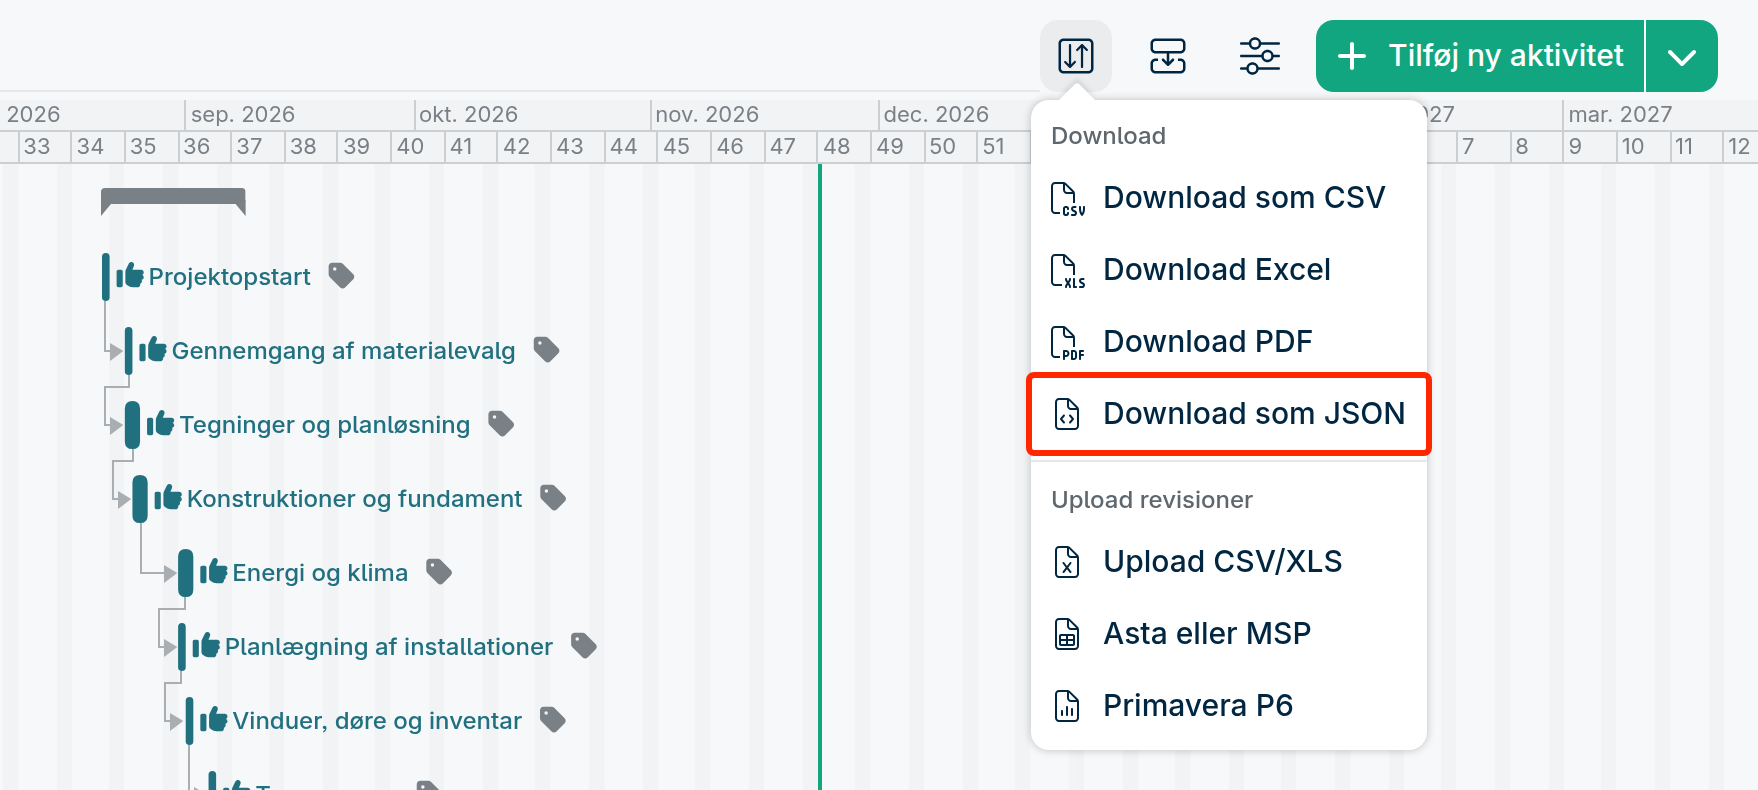 Tilføj ny aktivitet
2026 sep. 2026 okt. 2026 nov. 2026 dec. 2026 27 mar. 2027
33 34 35 36 37 38 39 40 41 42 43 44 45 46 47 48 49 50 51 7 8 9 10 11 12
Download
CSV Download som CSV
XLS Download Excel
PDF Download PDF
Download som JSON
Upload revisioner
Upload CSV/XLS
Asta eller MSP
Primavera P6
Projektopstart
Gennemgang af materialevalg
Tegninger og planløsning
Konstruktioner og fundament
Energi og klima
Planlægning af installationer
Vinduer, døre og inventar